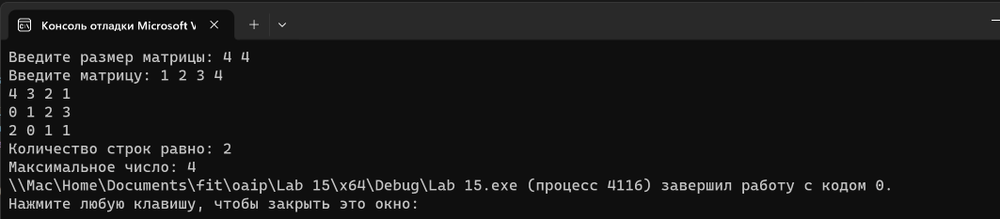 Консоль отладки Microsoft V
Введите размер матрицы: 4 4
Введите матрицу: 1 2 3 4
4 3 2 1
0 1 2 3
2 0 1 1
Количество строк равно: 2
Максимальное число: 4
\\Mac\Home\Documents\fit\oaip\Lab 15\x64\Debug\Lab 15.exe (процесс 4116) завершил работу с кодом 0.
Нажмите любую клавишу, чтобы закрыть это окно: